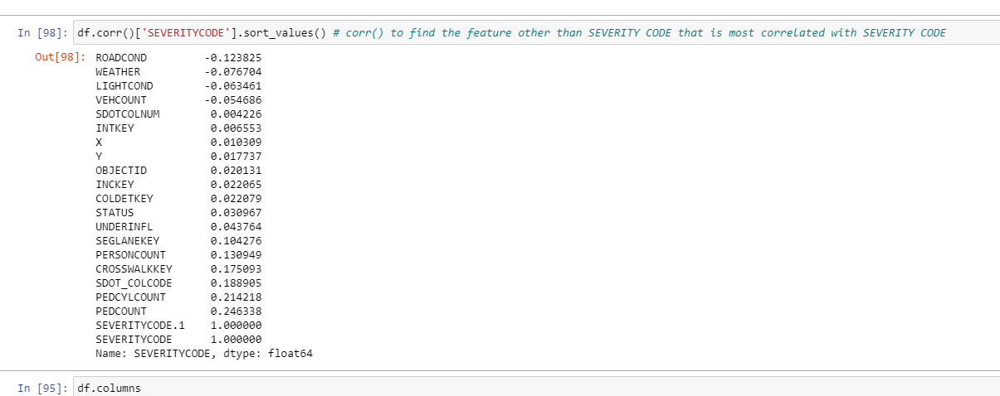 In [98]: df.corr()['SEVERITYCODE'].sort_values() # corr() to find the feature other than SEVERITY CODE that is most correlated with SEVERITY CODE
Out[98]: ROADCOND -0.123825
WEATHER -0.076704
LIGHTCOND -0.063461
VEHCOUNT -0.054686
SDOTCOLNUM 0.004226
INTKEY 0.006553
X 0.010309
Y 0.017737
OBJECTID 0.020131
INCKEY 0.022065
COLDETKEY 0.022079
STATUS 0.030967
UNDERINFL 0.043764
SEGLANEKEY 0.104276
PERSONCOUNT 0.130949
CROSSWALKKEY 0.175093
SDOT_COLCODE 0.188905
PEDCYLCOUNT 0.214218
PEDCOUNT 0.246338
SEVERITYCODE.1 1.000000
SEVERITYCODE 1.000000
Name: SEVERITYCODE, dtype: float64
In [95]: df.columns